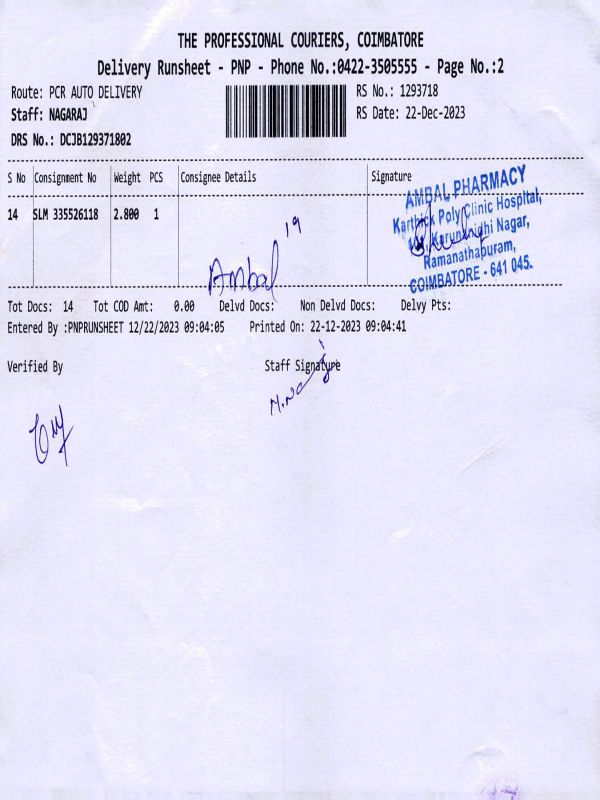 THE PROFESSIONAL COURIERS, COIMBATORE
Delivery Runsheet - PNP - Phone No.:0422-3505555 - Page No.:2
Route: PCR AUTO DELIVERY RS No.: 1293718
Staff: NAGARAJ RS Date: 22-Dec-2023
DRS No.: DCJB129371802
S No Consignment No Weight PCS Consignee Details Signature
14 SLM 335526118 2.800 1
19
Ambal
AMBAL PHARMACY
Karthick Poly Clinic Hospital,
Karunanidhi Nagar,
Ramanathapuram,
COIMBATORE - 641 045.
Tot Docs: 14 Tot COD Amt: 0.00 Delvd Docs: Non Delvd Docs: Delvy Pts:
Entered By :PNPRUNSHEET 12/22/2023 09:04:05 Printed On: 22-12-2023 09:04:41
Verified By Staff Signature